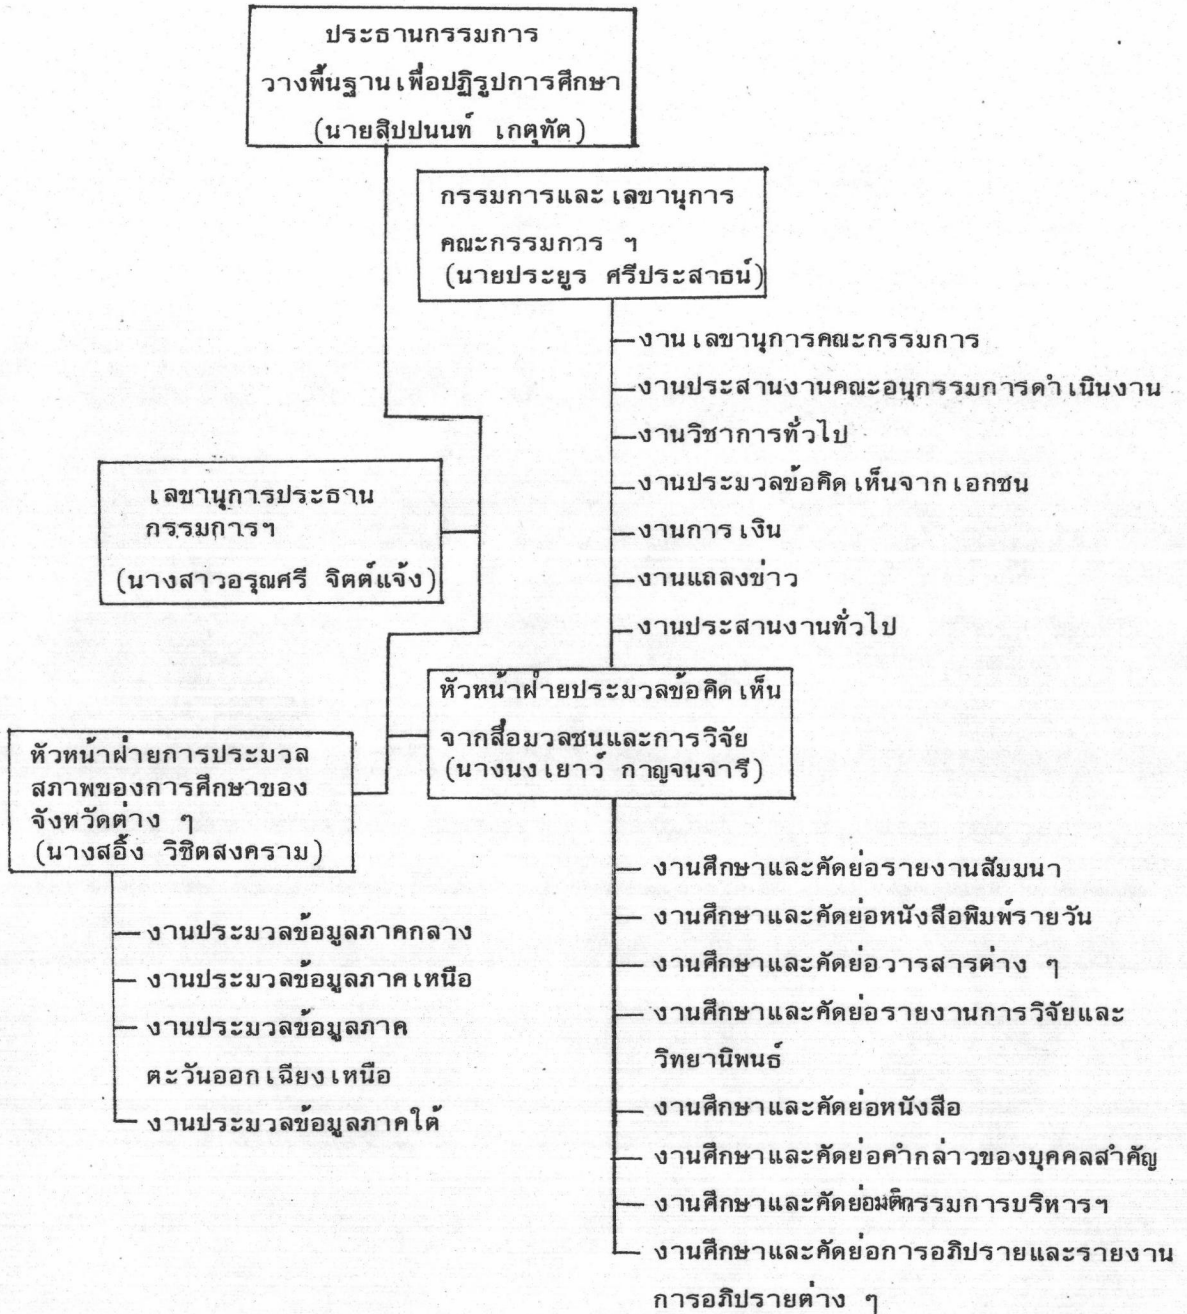 ประธานกรรมการ
วางพื้นฐานเพื่อปฏิรูปการศึกษา
(นายสิปปนนท์ เกตุทัต)
กรรมการและเลขานุการ
คณะกรรมการ ฯ
(นายประยูร ศรีประสาธน์)
งานเลขานุการคณะกรรมการ
งานประสานงานคณะอนุกรรมการดำเนินงาน
งานวิชาการทั่วไป
งานประมวลข้อคิดเห็นจากเอกชน
งานการเงิน
งานแถลงข่าว
งานประสานงานทั่วไป
เลขานุการประธาน
กรรมการฯ
(นางสาวอรุณศรี จิตต์แจ้ง)
หัวหน้าฝ่ายประมวลข้อคิดเห็น
จากสื่อมวลชนและการวิจัย
(นางนงเยาว์ กาญจนจารี)
หัวหน้าฝ่ายการประมวล
สภาพของการศึกษาของ
จังหวัดต่าง ๆ
(นางสอิ้ง วิชิตสงคราม)
งานประมวลข้อมูลภาคกลาง
งานประมวลข้อมูลภาคเหนือ
งานประมวลข้อมูลภาค
ตะวันออกเฉียงเหนือ
งานประมวลข้อมูลภาคใต้
งานศึกษาและคัดย่อรายงานสัมมนา
งานศึกษาและคัดย่อหนังสือพิมพ์รายวัน
งานศึกษาและคัดย่อวารสารต่าง ๆ
งานศึกษาและคัดย่อรายงานการวิจัยและ
วิทยานิพนธ์
งานศึกษาและคัดย่อหนังสือ
งานศึกษาและคัดย่อคำกล่าวของบุคคลสำคัญ
งานศึกษาและคัดย่อมติกรรมการบริหารฯ
งานศึกษาและคัดย่อการอภิปรายและรายงาน
การอภิปรายต่าง ๆ